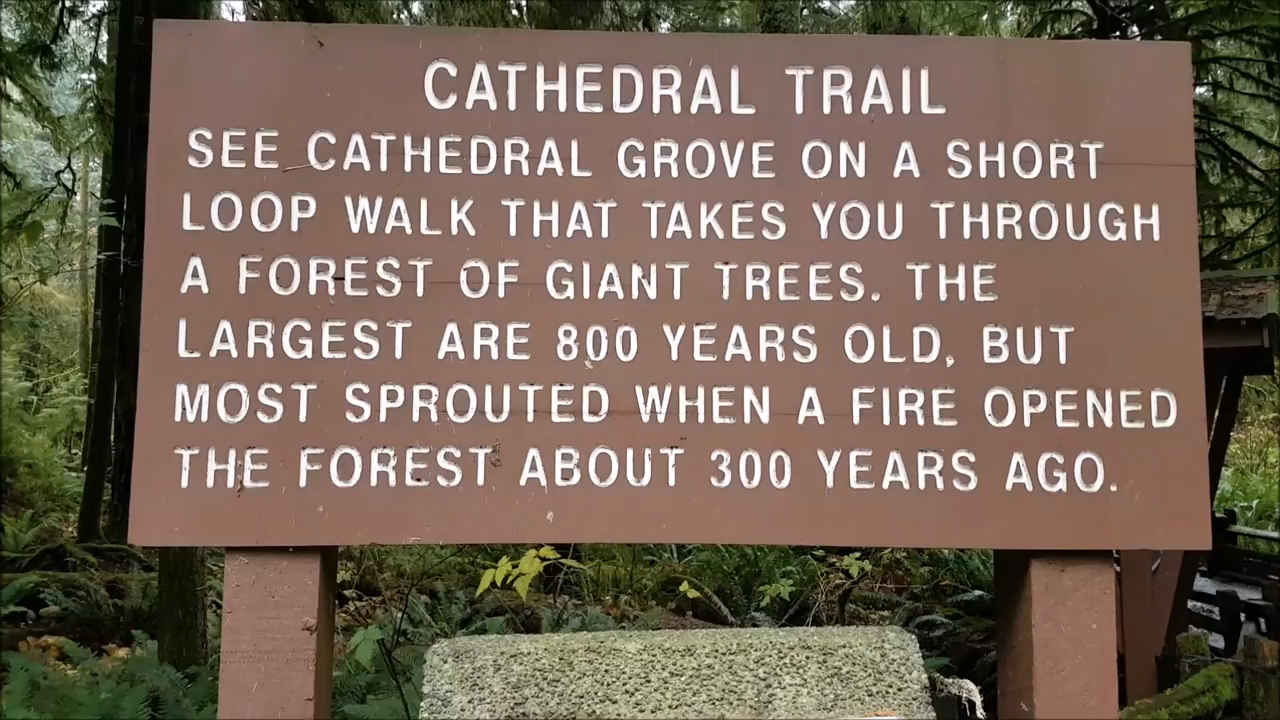 CATHEDRAL TRAIL
SEE CATHEDRAL GROVE ON A SHORT
LOOP WALK THAT TAKES YOU THROUGH
A FOREST OF GIANT TREES. THE
LARGEST ARE 800 YEARS OLD, BUT
MOST SPROUTED WHEN A FIRE OPENED
THE FOREST ABOUT 300 YEARS AGO.